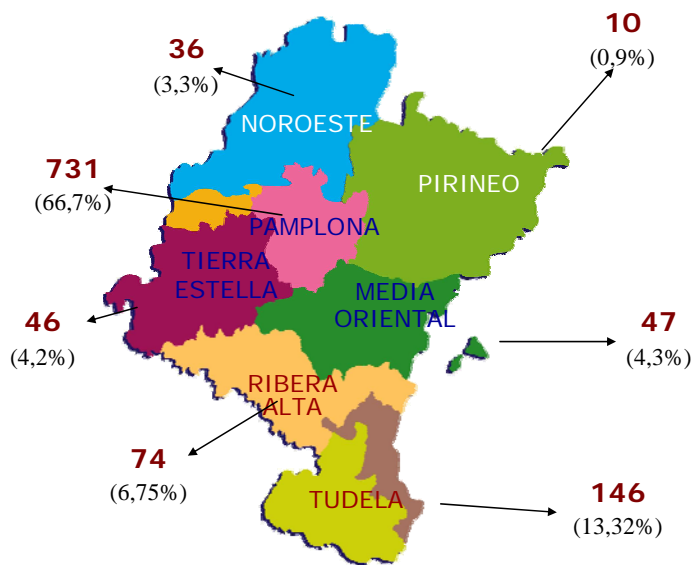 10
(0,9%)
36
(3,3%)
NOROESTE
731
(66,7%)
PIRINEO
PAMPLONA
TIERRA
ESTELLA
MEDIA
ORIENTAL
46
(4,2%)
47
(4,3%)
RIBERA
ALTA
74
(6,75%)
TUDELA
146
(13,32%)